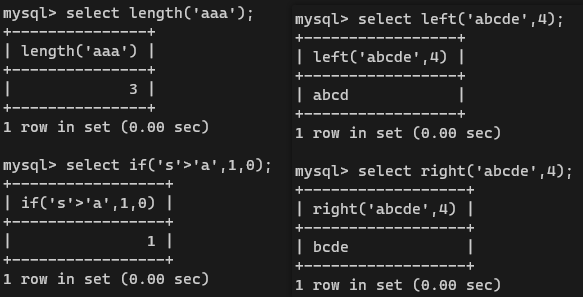 mysql> select length('aaa');
+---------------+
| length('aaa') |
+---------------+
|             3 |
+---------------+
1 row in set (0.00 sec)

mysql> select if('s'>'a',1,0);
+-----------------+
| if('s'>'a',1,0) |
+-----------------+
|               1 |
+-----------------+
1 row in set (0.00 sec)

mysql> select left('abcde',4);
+-----------------+
| left('abcde',4) |
+-----------------+
| abcd            |
+-----------------+
1 row in set (0.00 sec)

mysql> select right('abcde',4);
+------------------+
| right('abcde',4) |
+------------------+
| bcde             |
+------------------+
1 row in set (0.00 sec)